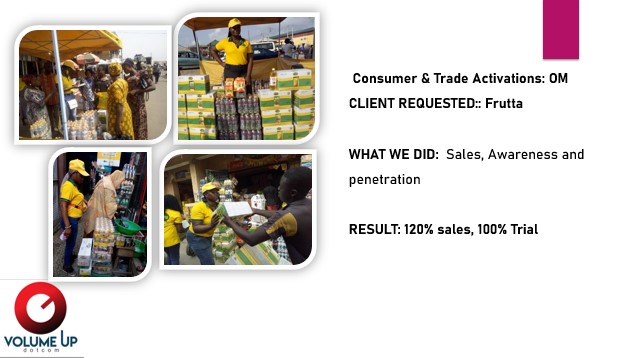 Consumer & Trade Activations: OM
CLIENT REQUESTED:: Frutta
WHAT WE DID: Sales, Awareness and
penetration
RESULT: 120% sales, 100% Trial
VOLUME UP
dotcom